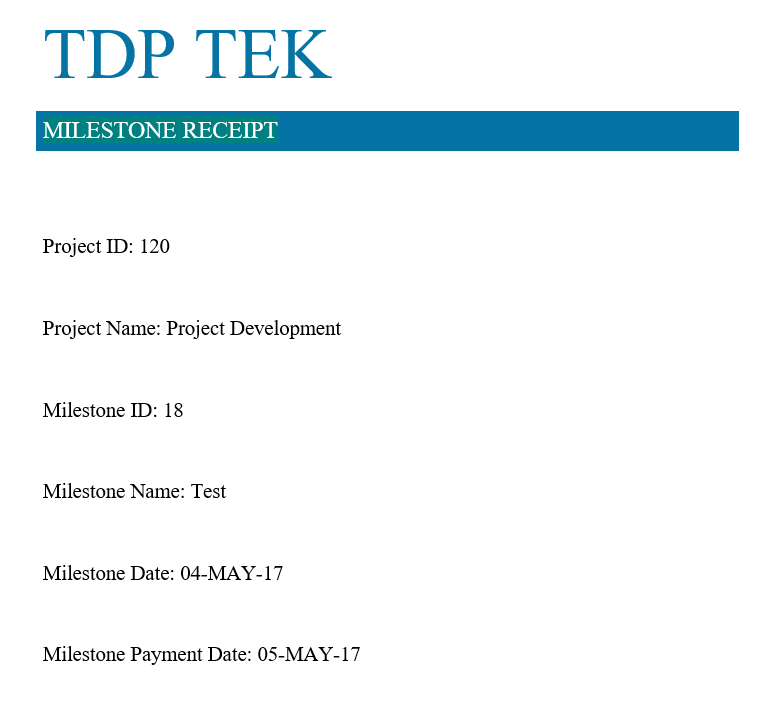 TDP TEK
MILESTONE RECEIPT
Project ID: 120
Project Name: Project Development
Milestone ID: 18
Milestone Name: Test
Milestone Date: 04-MAY-17
Milestone Payment Date: 05-MAY-17